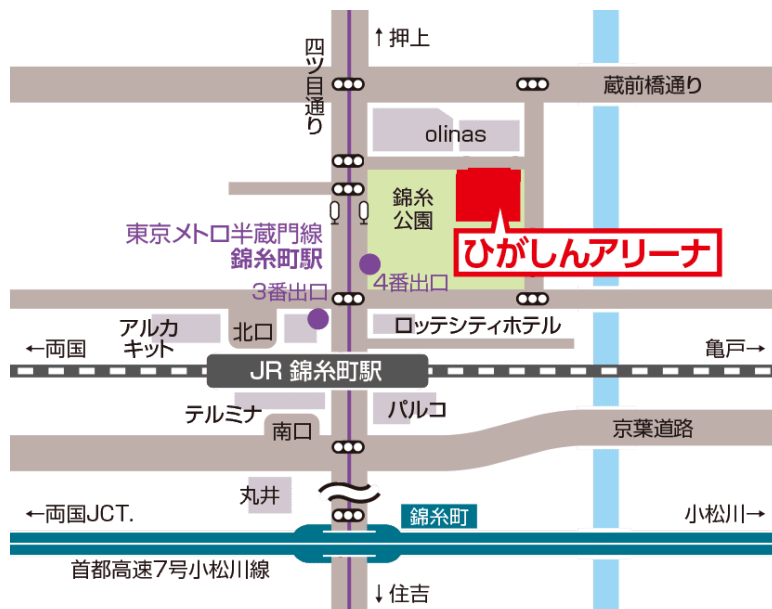 ↑押上
四ツ目通り
蔵前橋通り
olinas
錦糸
公園
東京メトロ半蔵門線
錦糸町駅
ひがしんアリーナ
4番出口
3番出口
アルカ
キット
北口
ロッテシティホテル
←両国
JR 錦糸町駅
亀戸→
テルミナ
パルコ
南口
京葉道路
丸井
←両国JCT.
錦糸町
小松川→
首都高速7号小松川線
↓住吉